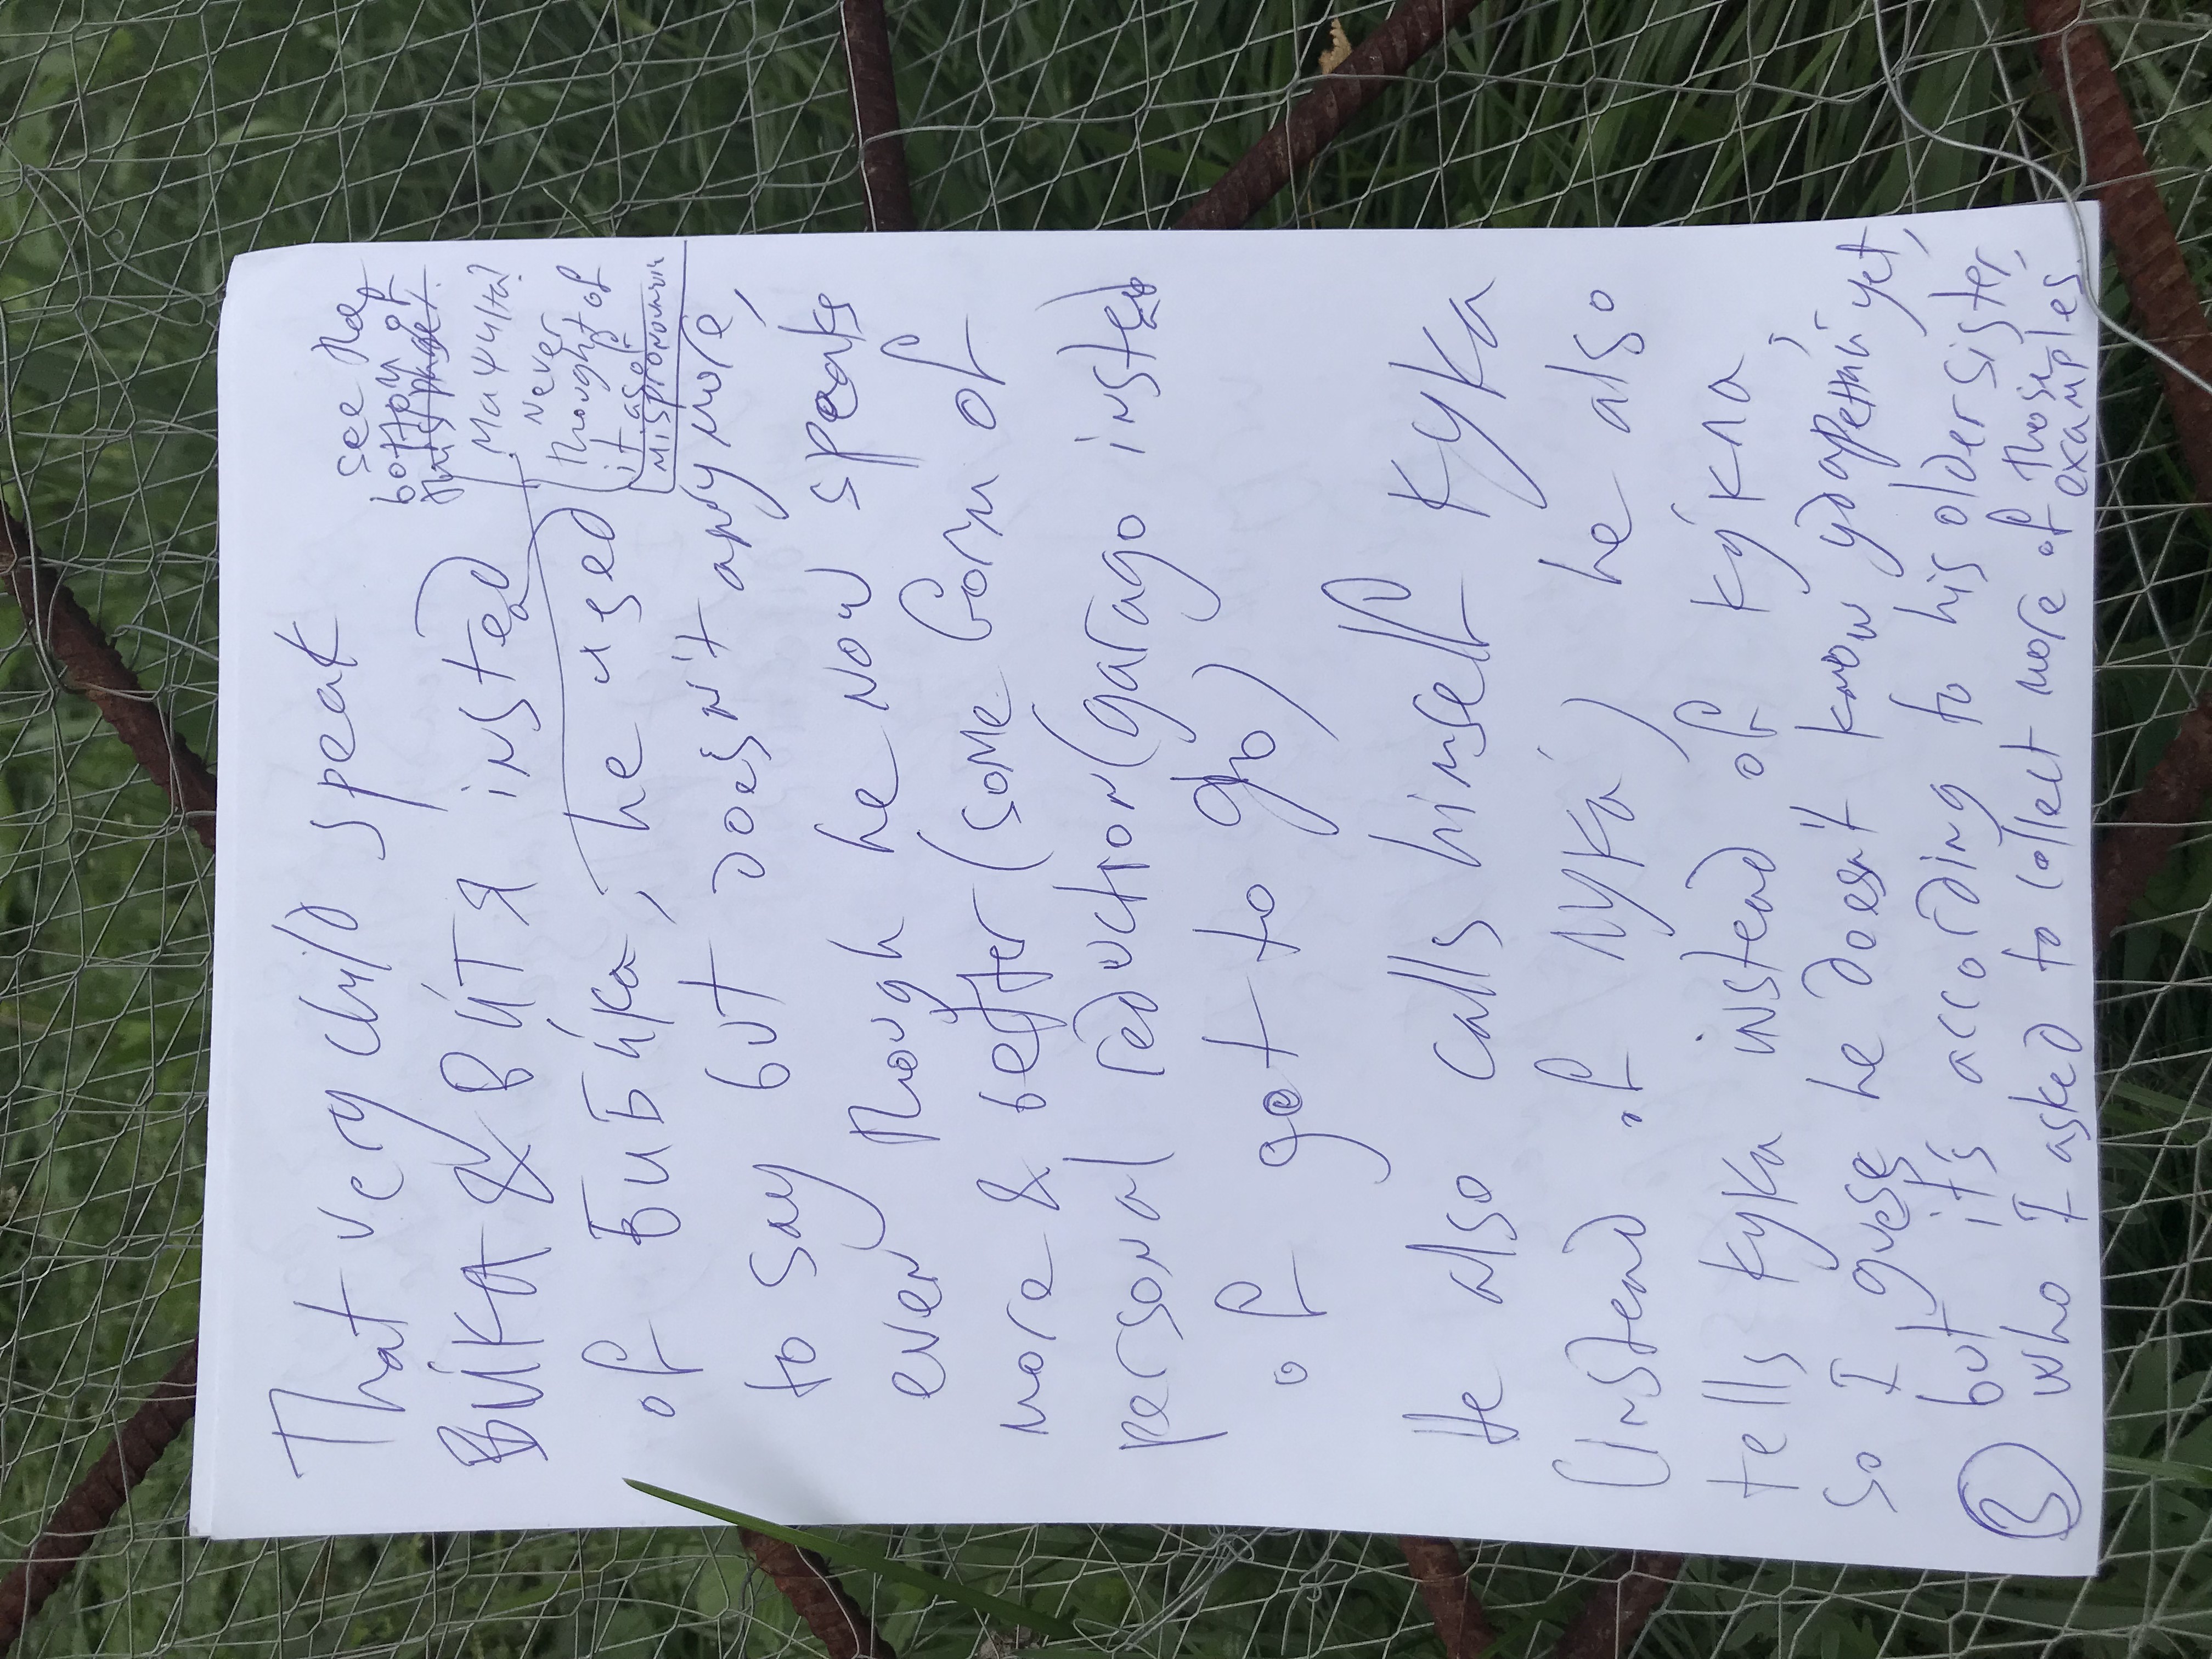 That very child speak
ВИ́КА & ВИ́ТЯ instead
of БиБи́ка, he used
to say but doesn't anymore,
even though he now speaks
more & better (some form of
personal reduction (garago instead
of got to go)
He also calls himself Кука
(instead of Лука́) he also
tells кука instead of ку́кла,
so I guess he doesn't know ударений yet,
but it's according to his older sister,
who I asked to collect more of those
examples.
3
see the
bottom of
this page.
Never
thought of
it as of